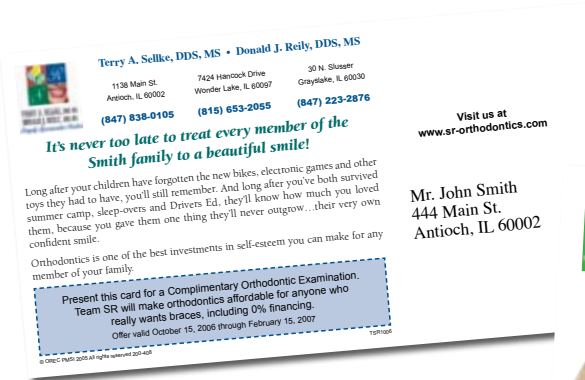 Terry A. Sellke, DDS, MS • Donald J. Reily, DDS, MS
1138 Main St.
Antioch, IL 60002
(847) 838-0105
7424 Hancock Drive
Wonder Lake, IL 60097
(815) 653-2055
30 N. Slusser
Grayslake, IL 60030
(847) 223-2876
It's never too late to treat every member of the
Smith family to a beautiful smile!
Long after your children have forgotten the new bikes, electronic games and other
toys they had to have, you'll still remember. And long after you've both survived
summer camp, sleep-overs and Drivers Ed, they'll know how much you loved
them, because you gave them one thing they'll never outgrow…their very own
confident smile.
Orthodontics is one of the best investments in self-esteem you can make for any
member of your family.
Present this card for a Complimentary Orthodontic Examination.
Team SR will make orthodontics affordable for anyone who
really wants braces, including 0% financing.
Offer valid October 15, 2006 through February 15, 2007
© OREC PMSI 2005 All rights reserved 200-408
TSR1006
Visit us at
www.sr-orthodontics.com
Mr. John Smith
444 Main St.
Antioch, IL 60002